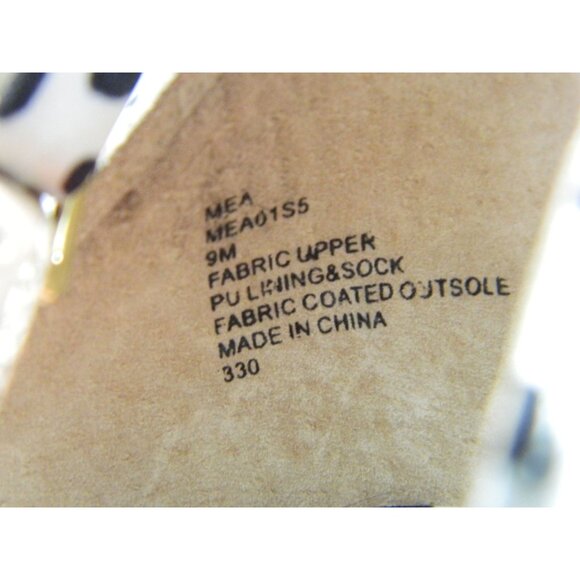 MEA
MEA01S5
9M
FABRIC UPPER
PU LINING&SOCK
FABRIC COATED OUTSOLE
MADE IN CHINA
330